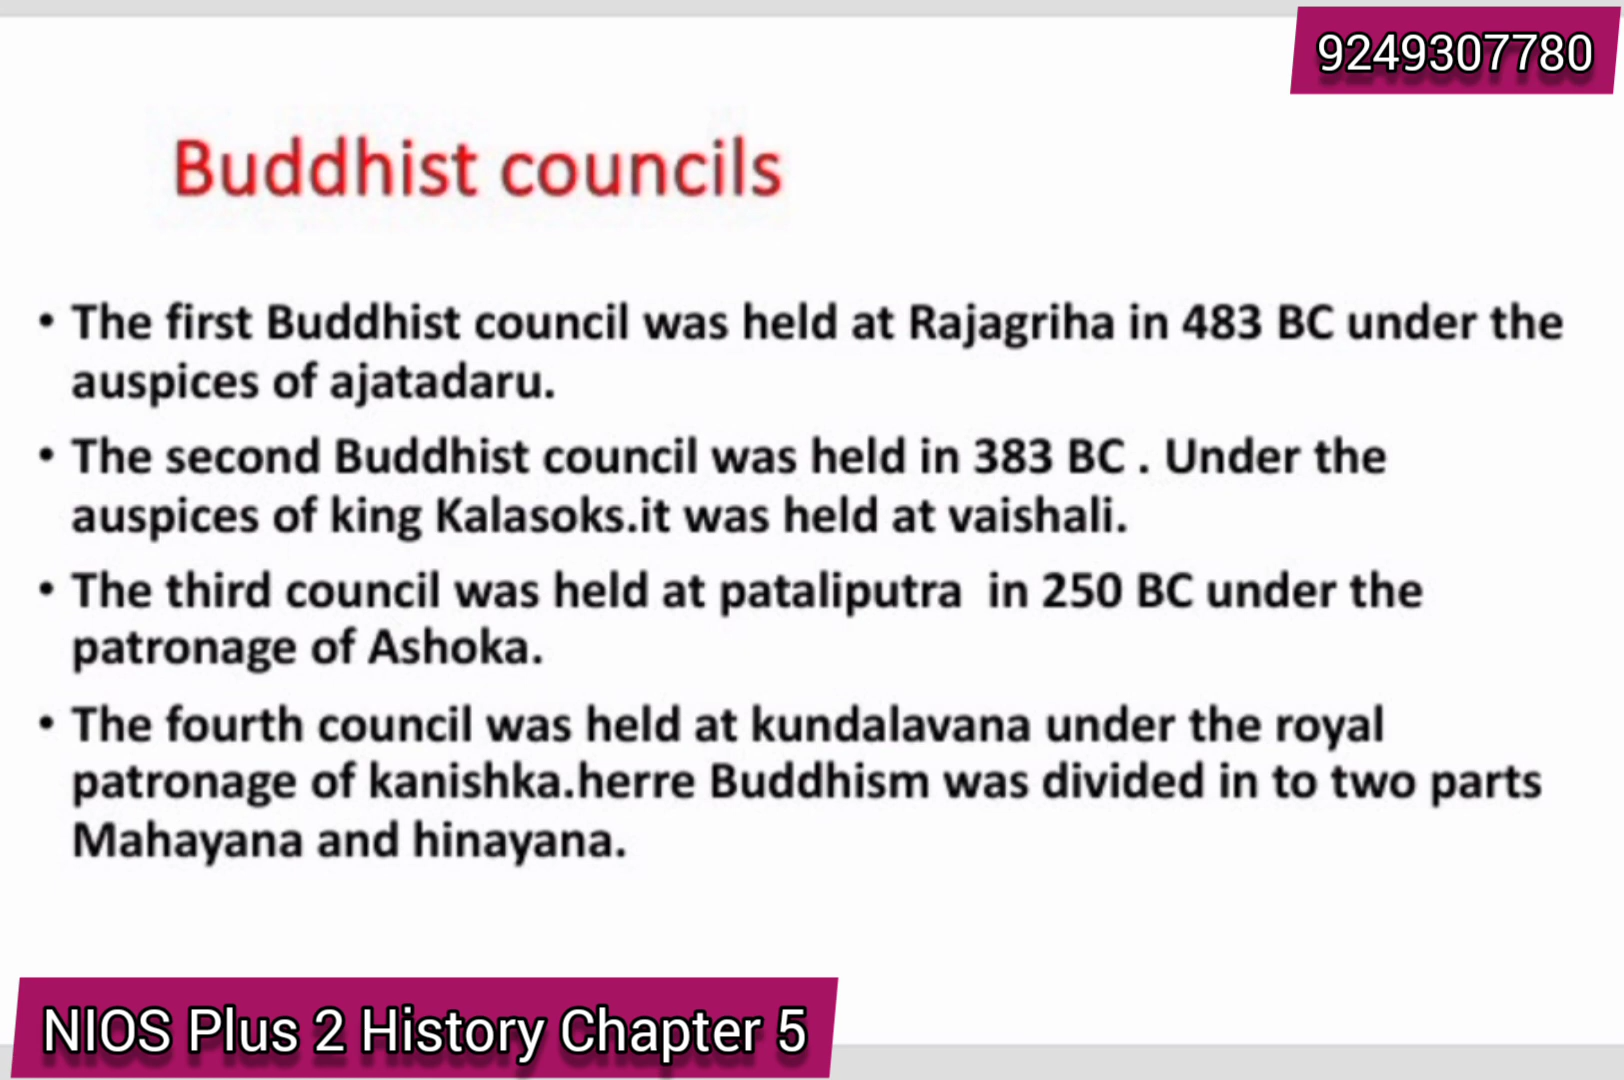 9249307780
Buddhist councils
• The first Buddhist council was held at Rajagriha in 483 BC under the
auspices of ajatadaru.
• The second Buddhist council was held in 383 BC . Under the
auspices of king Kalasoks.it was held at vaishali.
• The third council was held at pataliputra  in 250 BC under the
patronage of Ashoka.
• The fourth council was held at kundalavana under the royal
patronage of kanishka.herre Buddhism was divided in to two parts
Mahayana and hinayana.
NIOS Plus 2 History Chapter 5